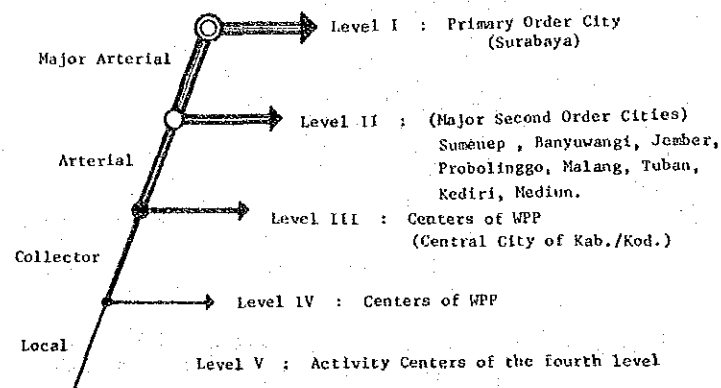 Level I : Primary Order City
(Surabaya)
Major Arterial
Level II : (Major Second Order Cities)
Sumenep , Banyuwangi, Jember,
Probolinggo, Malang, Tuban,
Kediri, Mediun.
Arterial
Level III : Centers of WPP
(Central City of Kab./Kod.)
Collector
Level IV : Centers of WPP
Local
Level V : Activity Centers of the fourth level